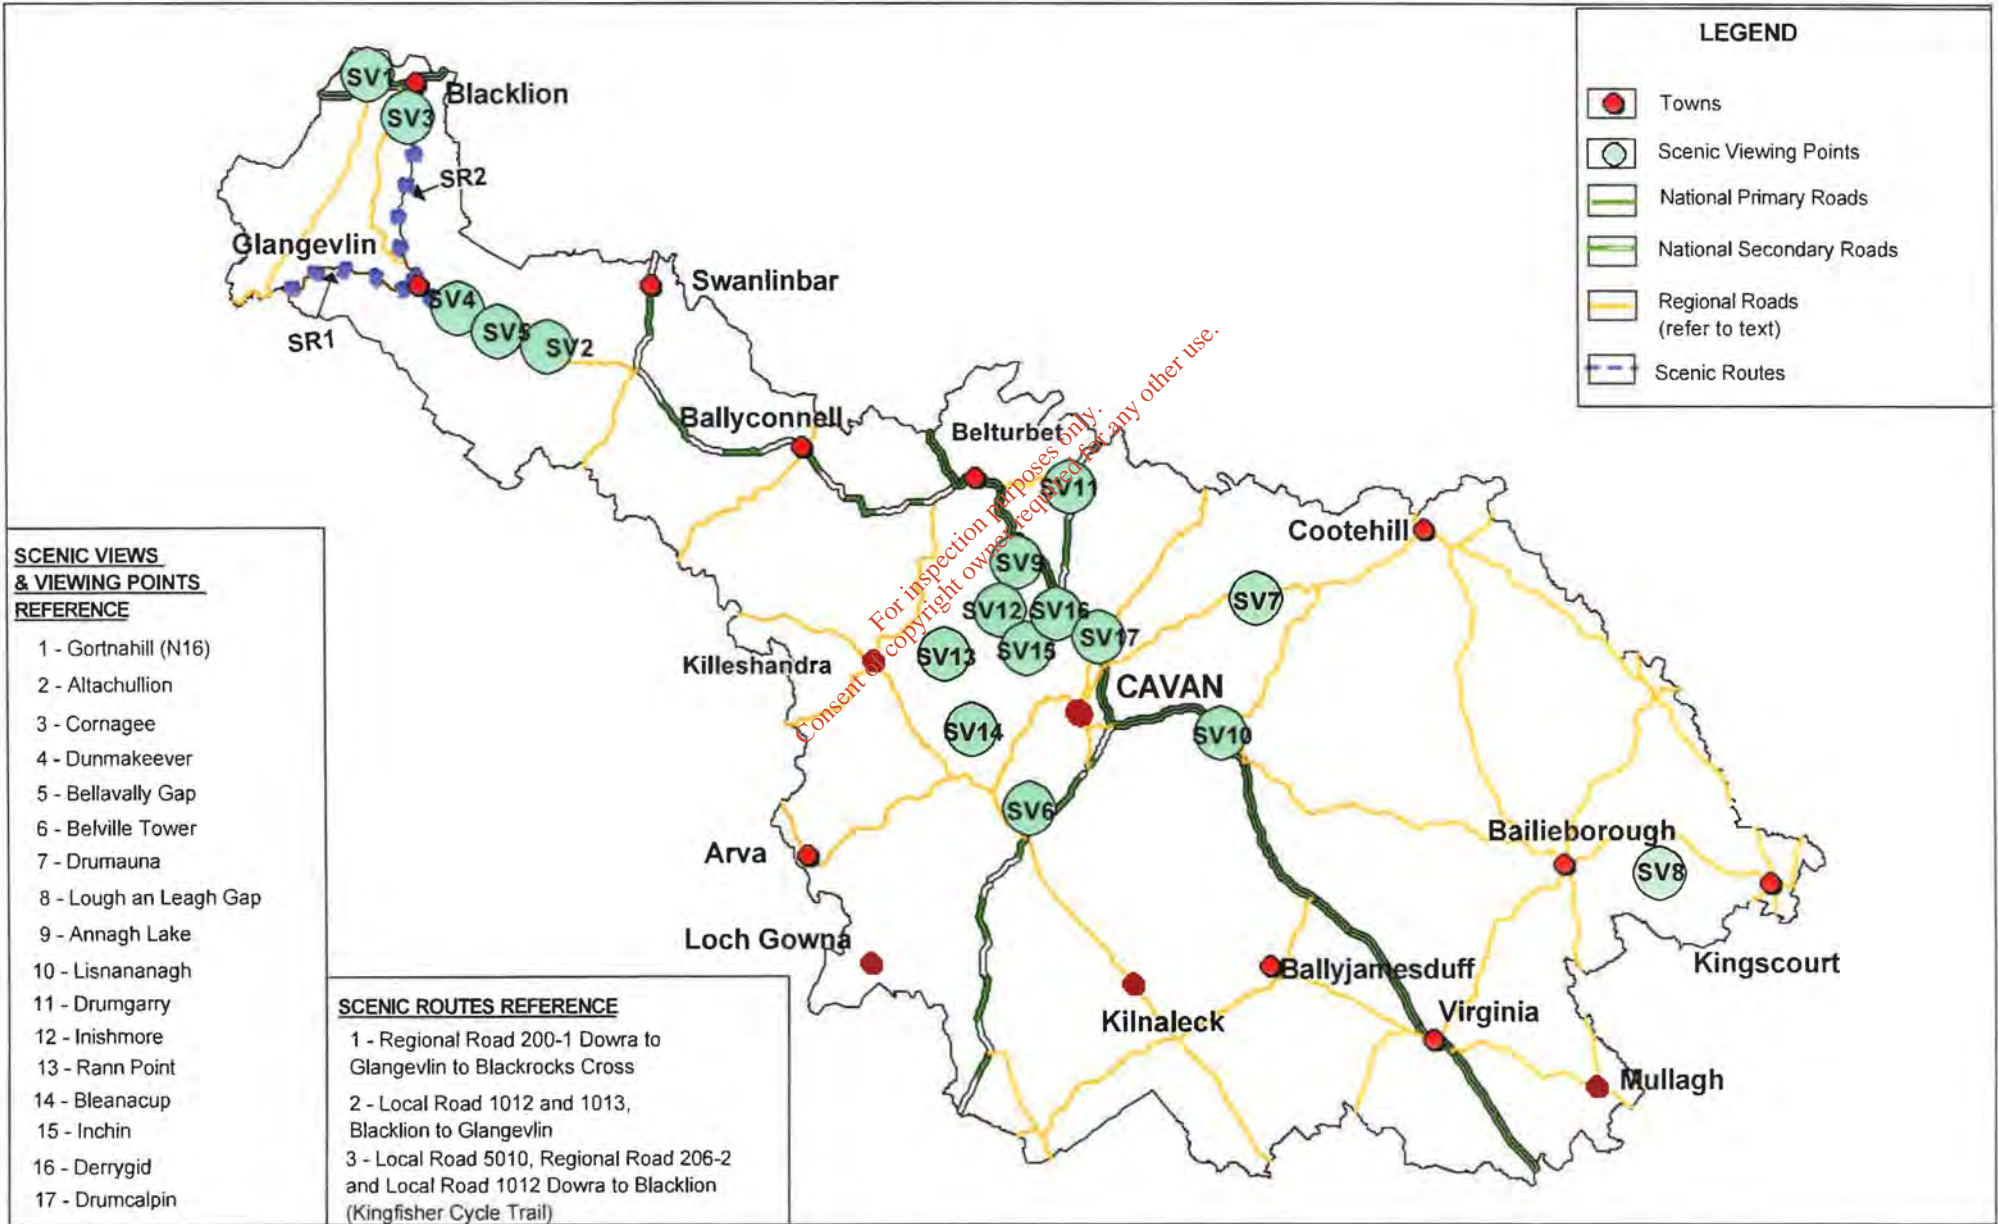 LEGEND
Towns
Scenic Viewing Points
National Primary Roads
National Secondary Roads
Regional Roads
(refer to text)
Scenic Routes
SV1
Blacklion
SV3
SR2
Glangevlin
SR1
SV4
SV5
SV2
Swanlinbar
Ballyconnell
Belturbet
SV11
Cootehill
SV9
SV7
SV12
SV16
SV17
SV13
SV15
Killeshandra
CAVAN
SV14
SV10
SV6
Arva
Bailieborough
SV8
Loch Gowna
Kingscourt
Ballyjamesduff
Kilnaleck
Virginia
Mullagh
For inspection purposes only.
Consent of copyright owner required for any other use.
SCENIC VIEWS
& VIEWING POINTS
REFERENCE
1 - Gortnahill (N16)
2 - Altachullion
3 - Cornagee
4 - Dunmakeever
5 - Bellavally Gap
6 - Belville Tower
7 - Drumauna
8 - Lough an Leagh Gap
9 - Annagh Lake
10 - Lisnananagh
11 - Drumgarry
12 - Inishmore
13 - Rann Point
14 - Bleanacup
15 - Inchin
16 - Derrygid
17 - Drumcalpin
SCENIC ROUTES REFERENCE
1 - Regional Road 200-1 Dowra to
Glangevlin to Blackrocks Cross
2 - Local Road 1012 and 1013,
Blacklion to Glangevlin
3 - Local Road 5010, Regional Road 206-2
and Local Road 1012 Dowra to Blacklion
(Kingfisher Cycle Trail)